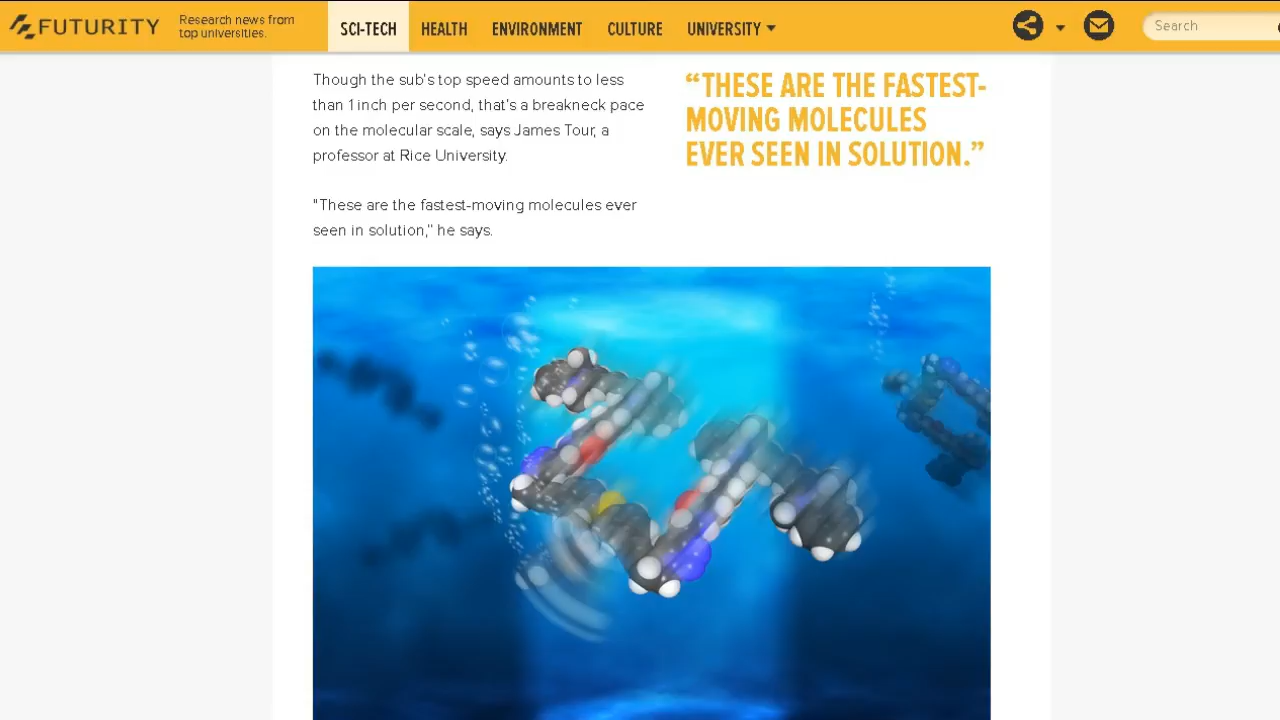 FUTURITY
Research news from
top universities.
SCI-TECH
HEALTH
ENVIRONMENT
CULTURE
UNIVERSITY
Search
Though the sub's top speed amounts to less
than 1 inch per second, that's a breakneck pace
on the molecular scale, says James Tour, a
professor at Rice University.
"These are the fastest-moving molecules ever
seen in solution," he says.
“THESE ARE THE FASTEST-
MOVING MOLECULES
EVER SEEN IN SOLUTION.”